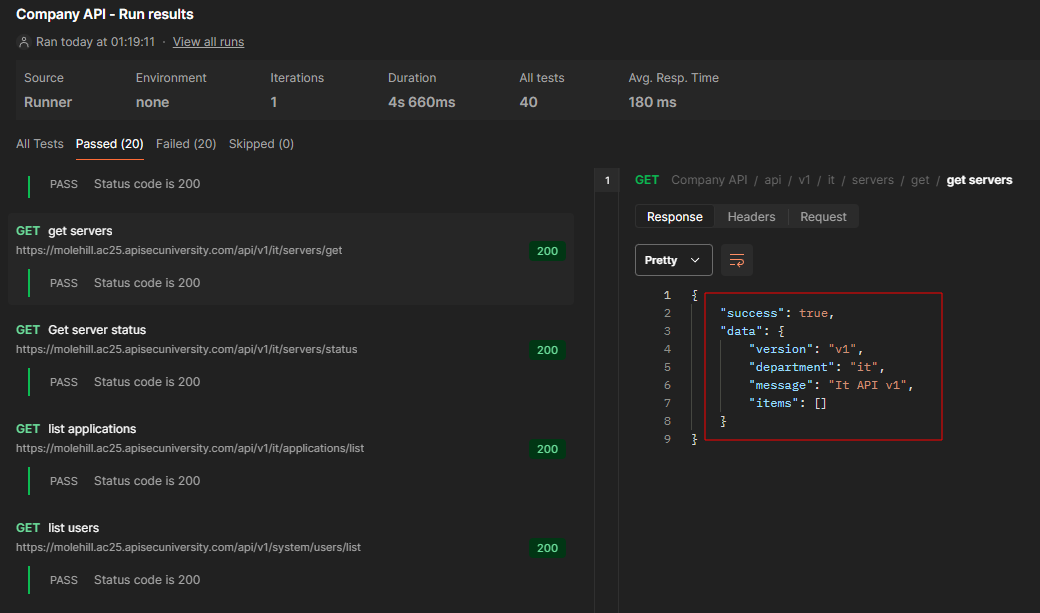 Company API - Run results
Ran today at 01:19:11 · View all runs
Source Environment Iterations Duration All tests Avg. Resp. Time
Runner none 1 4s 660ms 40 180 ms
All Tests Passed (20) Failed (20) Skipped (0)
PASS Status code is 200
GET get servers
https://molehill.ac25.apisecuniversity.com/api/v1/it/servers/get
200
PASS Status code is 200
GET Get server status
https://molehill.ac25.apisecuniversity.com/api/v1/it/servers/status
200
PASS Status code is 200
GET list applications
https://molehill.ac25.apisecuniversity.com/api/v1/it/applications/list
200
PASS Status code is 200
GET list users
https://molehill.ac25.apisecuniversity.com/api/v1/system/users/list
200
PASS Status code is 200
1
GET Company API / api / v1 / it / servers / get / get servers
Response Headers Request
Pretty
1 {
2 "success": true,
3 "data": {
4 "version": "v1",
5 "department": "it",
6 "message": "It API v1",
7 "items": []
8 }
9 }